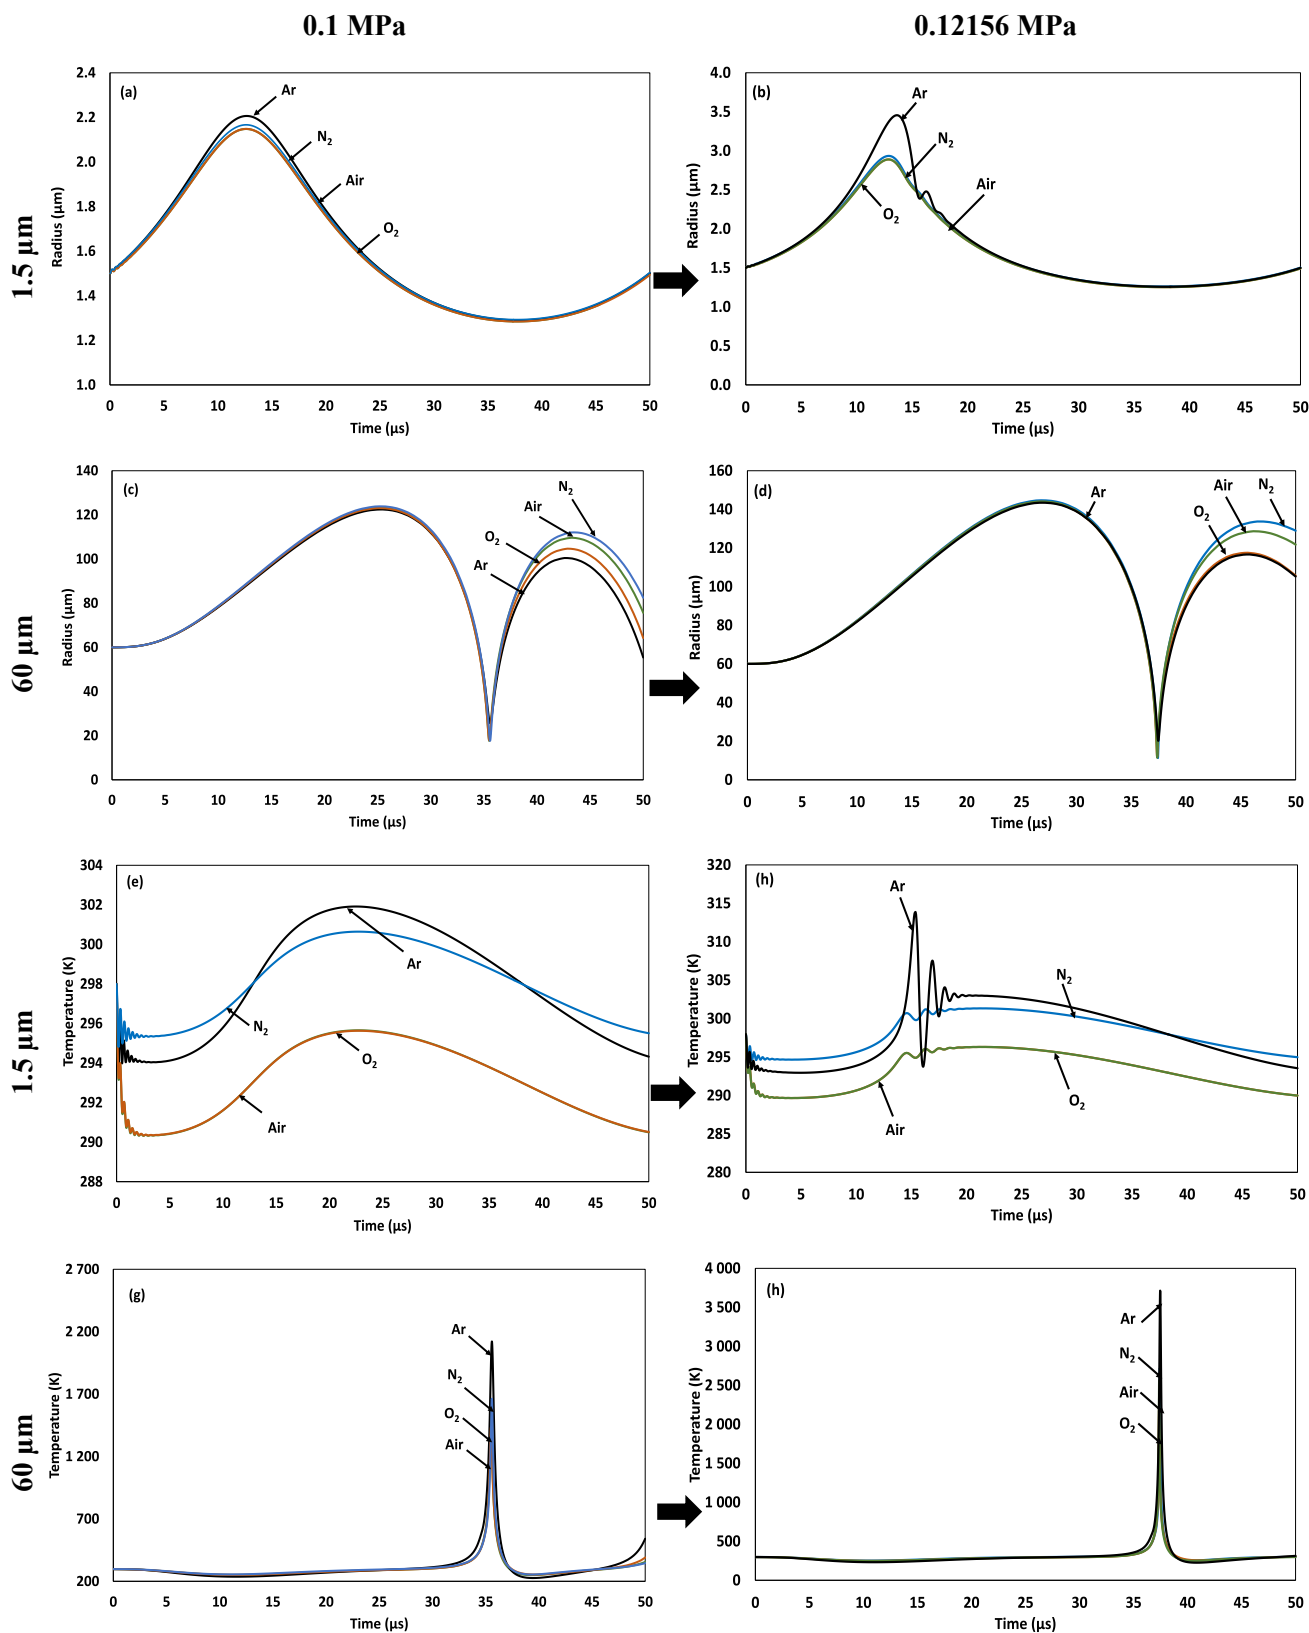 0.1 MPa 0.12156 MPa
1.5 µm
(a)
Ar
N2
Air
O2
Radius (µm)
2.4
2.2
2.0
1.8
1.6
1.4
1.2
1.0
0 5 10 15 20 25 30 35 40 45 50
Time (µs)
(b)
Ar
N2
Air
O2
Radius (µm)
4.0
3.5
3.0
2.5
2.0
1.5
1.0
0.5
0.0
0 5 10 15 20 25 30 35 40 45 50
Time (µs)
60 µm
(c)
N2
Air
O2
Ar
Radius (µm)
140
120
100
80
60
40
20
0
0 5 10 15 20 25 30 35 40 45 50
Time (µs)
(d)
Ar
Air
N2
O2
Radius (µm)
160
140
120
100
80
60
40
20
0
0 5 10 15 20 25 30 35 40 45 50
Time (µs)
1.5 µm
(e)
Ar
N2
O2
Air
Temperature (K)
304
302
300
298
296
294
292
290
288
0 5 10 15 20 25 30 35 40 45 50
Time (µs)
(h)
Ar
N2
O2
Air
Temperature (K)
320
315
310
305
300
295
290
285
280
0 5 10 15 20 25 30 35 40 45 50
Time (µs)
60 µm
(g)
Ar
N2
O2
Air
Temperature (K)
2 700
2 200
1 700
1 200
700
200
0 5 10 15 20 25 30 35 40 45 50
Time (µs)
(h)
Ar
N2
Air
O2
Temperature (K)
4 000
3 500
3 000
2 500
2 000
1 500
1 000
500
0
0 5 10 15 20 25 30 35 40 45 50
Time (µs)